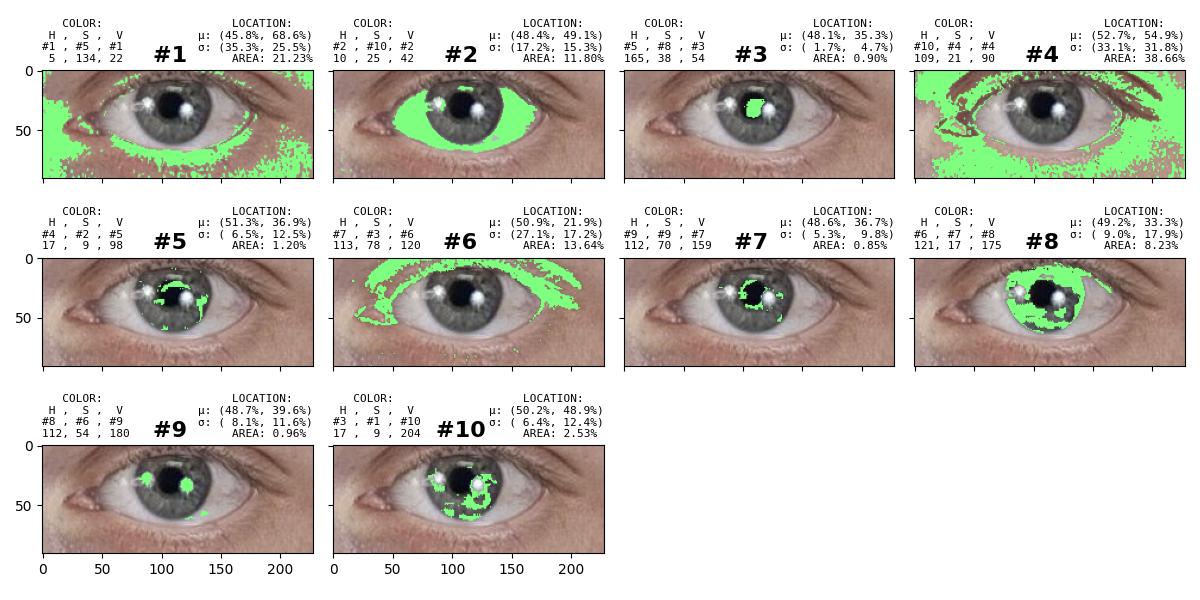 COLOR: LOCATION:
H , S , V μ: (45.8%, 68.6%)
#1 , #5 , #1 #1 σ: (35.3%, 25.5%)
5 , 134, 22 AREA: 21.23%
COLOR: LOCATION:
H , S , V μ: (48.4%, 49.1%)
#2 , #10, #2 #2 σ: (17.2%, 15.3%)
10 , 25 , 42 AREA: 11.80%
COLOR: LOCATION:
H , S , V μ: (48.1%, 35.3%)
#5 , #8 , #3 #3 σ: ( 1.7%, 4.7%)
165, 38 , 54 AREA: 0.90%
COLOR: LOCATION:
H , S , V μ: (52.7%, 54.9%)
#10, #4 , #4 #4 σ: (33.1%, 31.8%)
109, 21 , 90 AREA: 38.66%
0
50
COLOR: LOCATION:
H , S , V μ: (51.3%, 36.9%)
#4 , #2 , #5 #5 σ: ( 6.5%, 12.5%)
17 , 9 , 98 AREA: 1.20%
COLOR: LOCATION:
H , S , V μ: (50.9%, 21.9%)
#7 , #3 , #6 #6 σ: (27.1%, 17.2%)
113, 78 , 120 AREA: 13.64%
COLOR: LOCATION:
H , S , V μ: (48.6%, 36.7%)
#9 , #9 , #7 #7 σ: ( 5.3%, 9.8%)
112, 70 , 159 AREA: 0.85%
COLOR: LOCATION:
H , S , V μ: (49.2%, 33.3%)
#6 , #7 , #8 #8 σ: ( 9.0%, 17.9%)
121, 17 , 175 AREA: 8.23%
0
50
COLOR: LOCATION:
H , S , V μ: (48.7%, 39.6%)
#8 , #6 , #9 #9 σ: ( 8.1%, 11.6%)
112, 54 , 180 AREA: 0.96%
COLOR: LOCATION:
H , S , V μ: (50.2%, 48.9%)
#3 , #1 , #10 #10 σ: ( 6.4%, 12.4%)
17 , 9 , 204 AREA: 2.53%
0
50
0 50 100 150 200
0 50 100 150 200